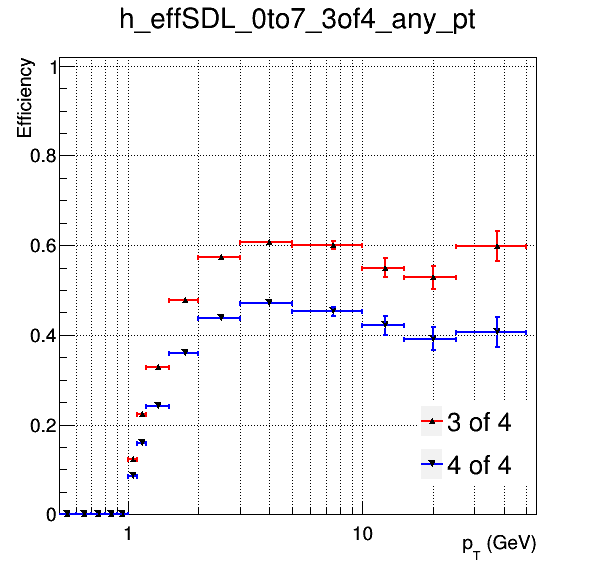 h_effSDL_0to7_3of4_any_pt
Efficiency
1
0.8
0.6
0.4
0.2
0
3 of 4
4 of 4
1
10
p_T (GeV)